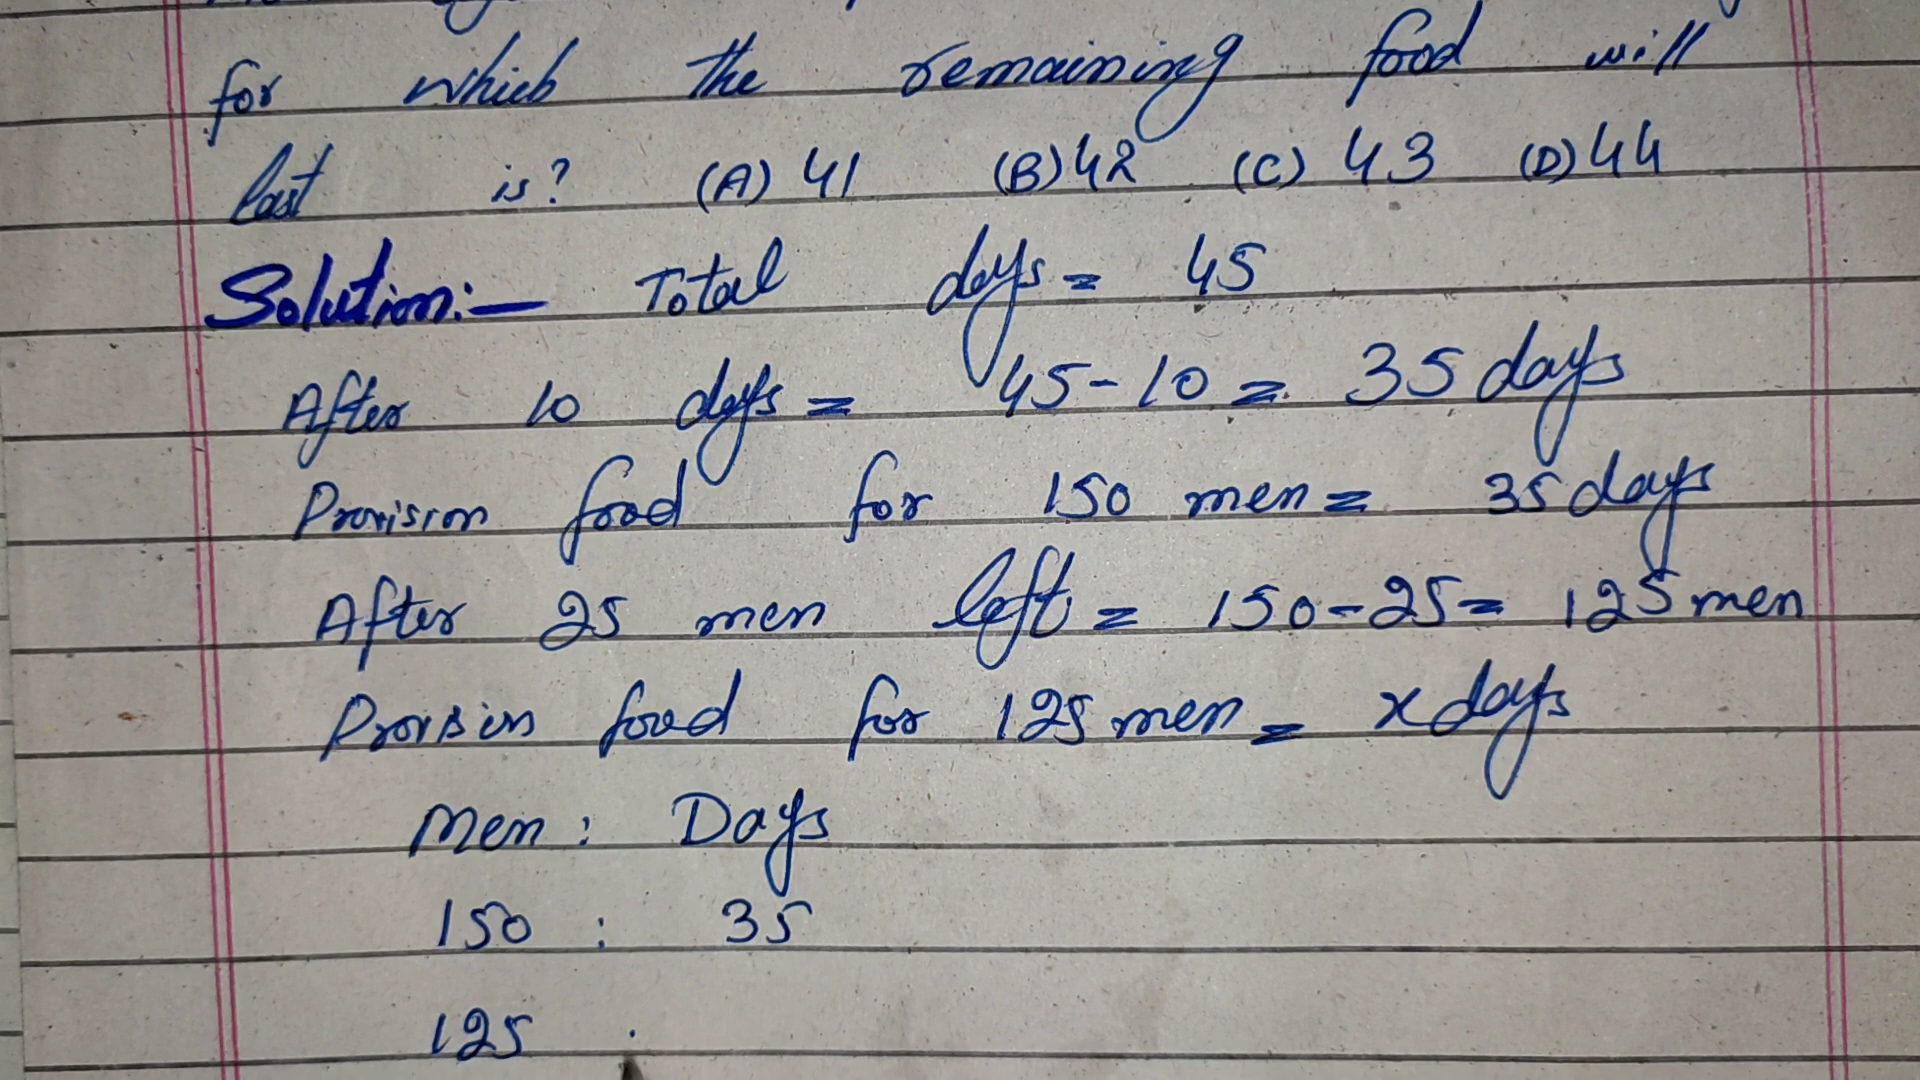 for which the remaining food will
last is? (A) 41 (B) 42 (C) 43 (D) 44
Solution:- Total days = 45
After 10 days = 45-10 = 35 days
Provision food for 150 men = 35 days
After 25 men left = 150-25 = 125 men
Provision food for 125 men = x days
Men : Days
150 : 35
125 .